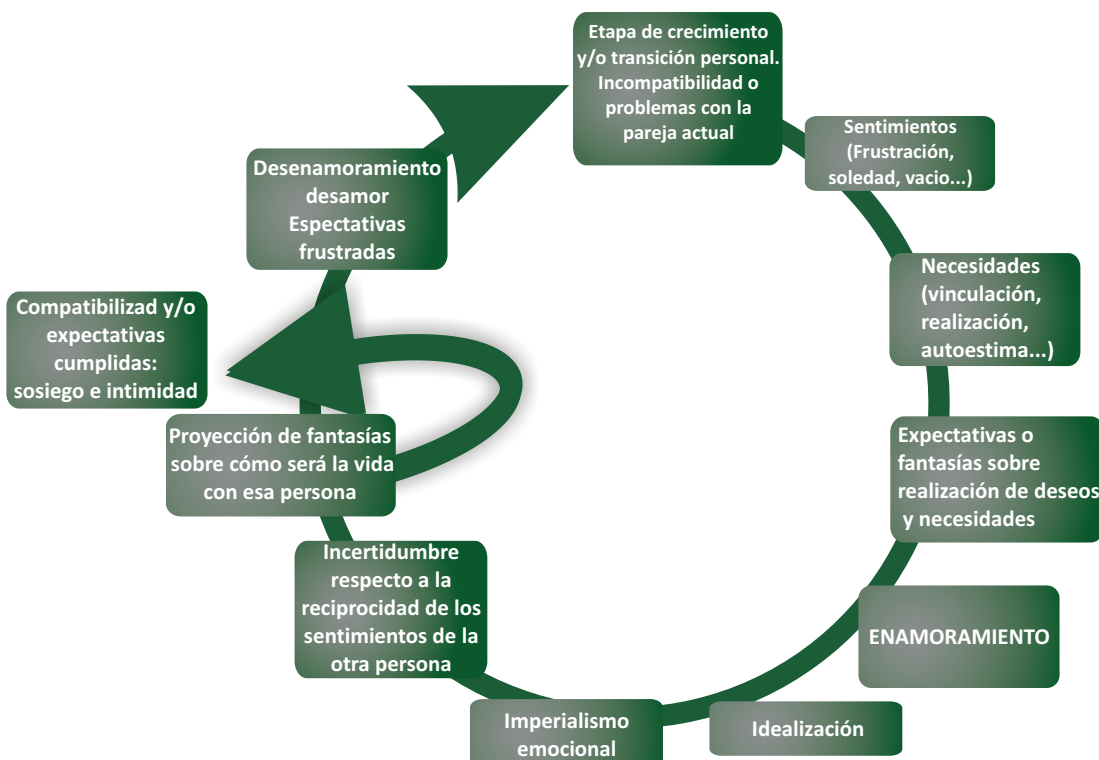 Etapa de crecimiento
y/o transición personal.
Incompatibilidad o
problemas con la
pareja actual
Sentimientos
(Frustración,
soledad, vacio...)
Necesidades
(vinculación,
realización,
autoestima...)
Expectativas o
fantasías sobre
realización de deseos
y necesidades
ENAMORAMIENTO
Idealización
Imperialismo
emocional
Incertidumbre
respecto a la
reciprocidad de los
sentimientos de la
otra persona
Proyección de fantasías
sobre cómo será la vida
con esa persona
Compatibilizad y/o
expectativas
cumplidas:
sosiego e intimidad
Desenamoramiento
desamor
Espectativas
frustradas